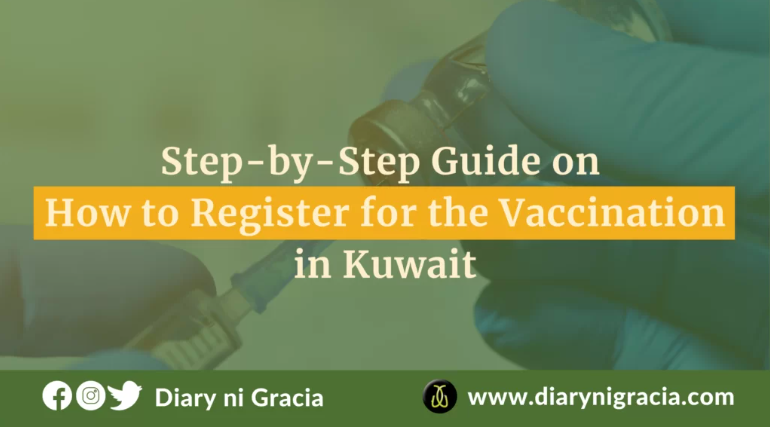 Step-by-Step Guide on
How to Register for the Vaccination
in Kuwait
Diary ni Gracia
www.diarynigracia.com